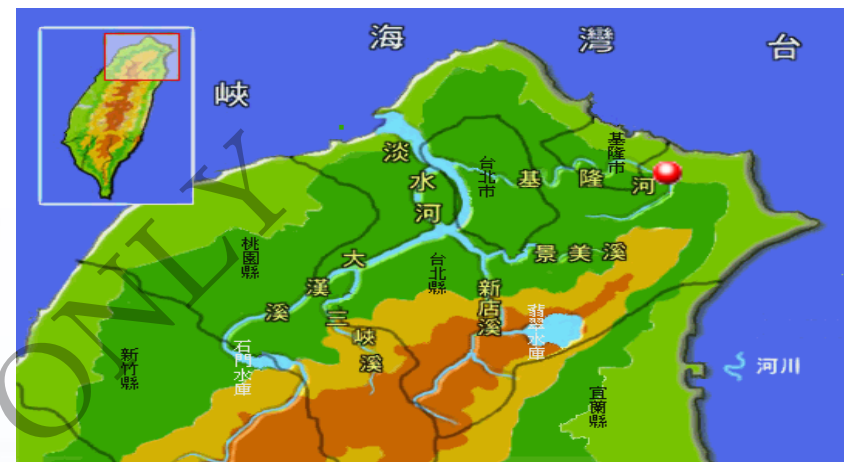 台
灣
海
峽
淡水河
基隆河
台北市
基隆市
桃園縣
大漢溪
台北縣
景美溪
新店溪
三峽溪
翡翠水庫
石門水庫
新竹縣
宜蘭縣
河川
ONLY